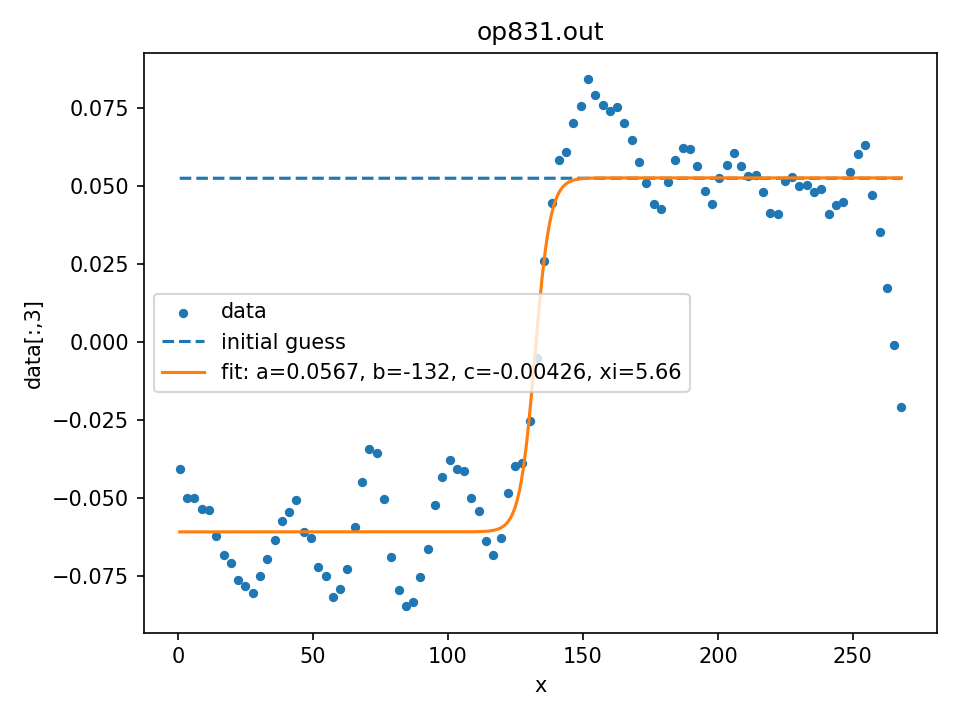 op831.out
0.075
0.050
0.025
0.000
−0.025
−0.050
−0.075
data[:,3]
data
initial guess
fit: a=0.0567, b=-132, c=-0.00426, xi=5.66
0 50 100 150 200 250
x